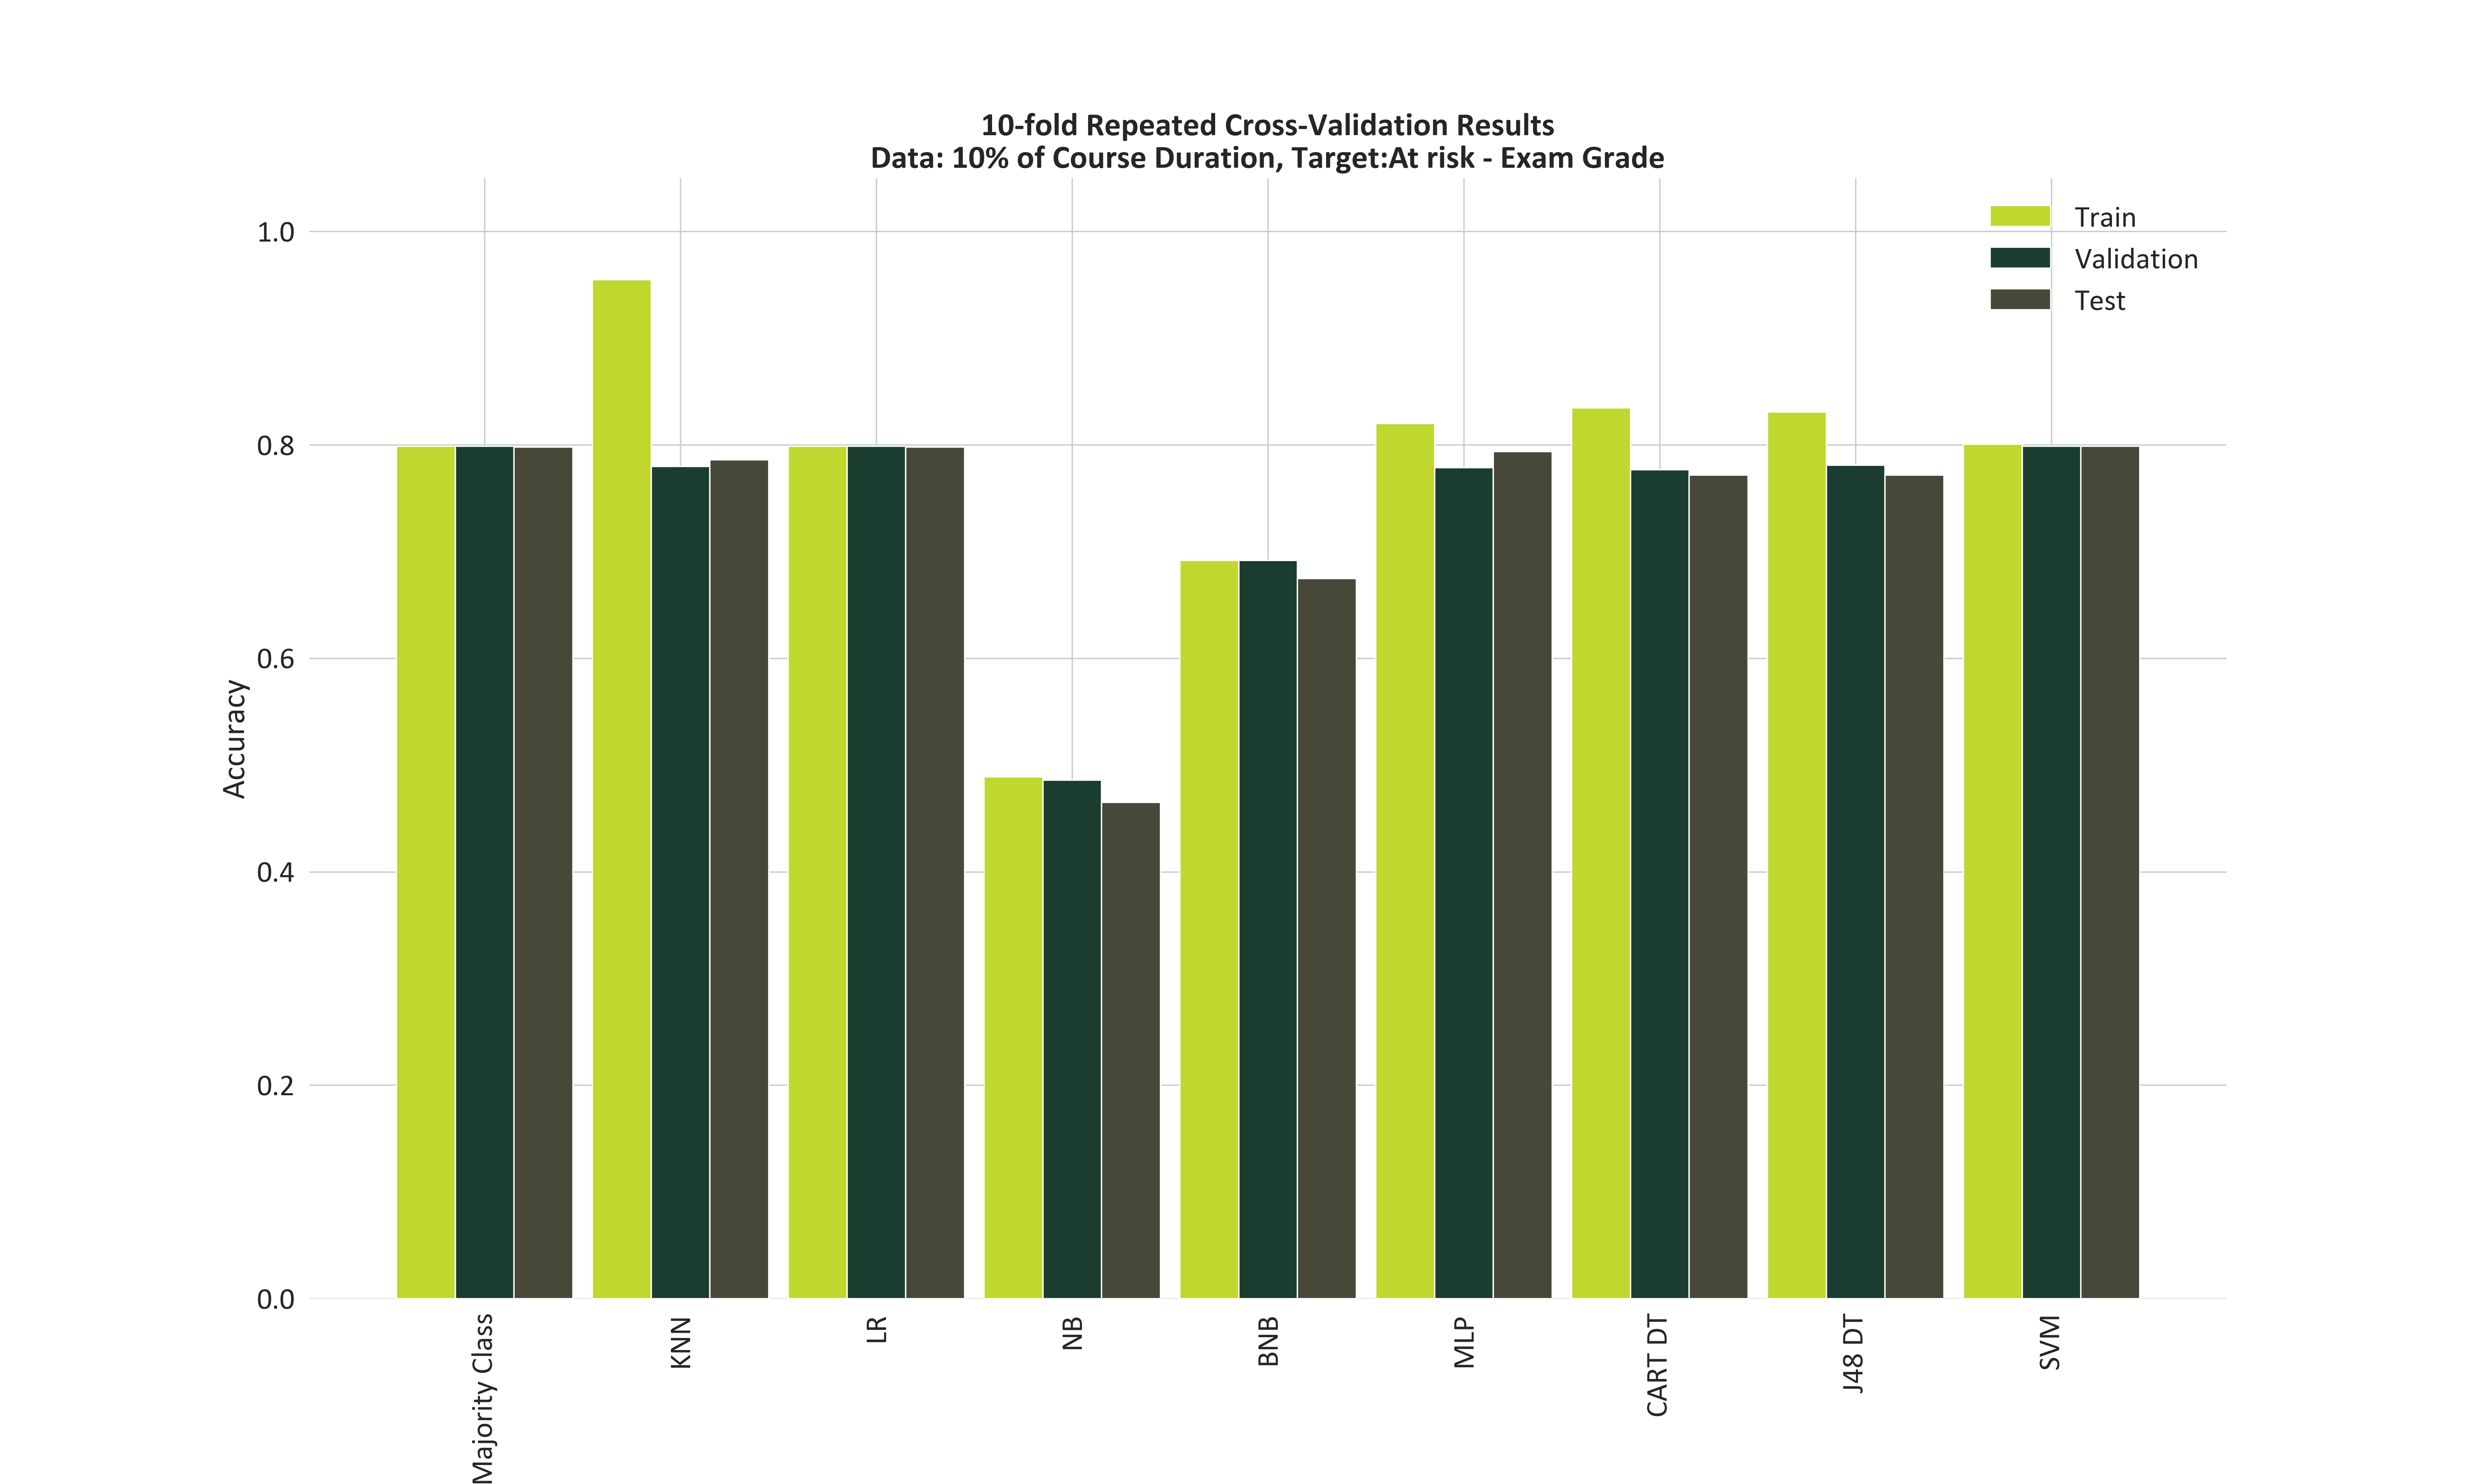 10-fold Repeated Cross-Validation Results
Data: 10% of Course Duration, Target:At risk - Exam Grade
Train
Validation
Test
Accuracy
1.0
0.8
0.6
0.4
0.2
0.0
Majority Class
KNN
LR
NB
BNB
MLP
CART DT
J48 DT
SVM